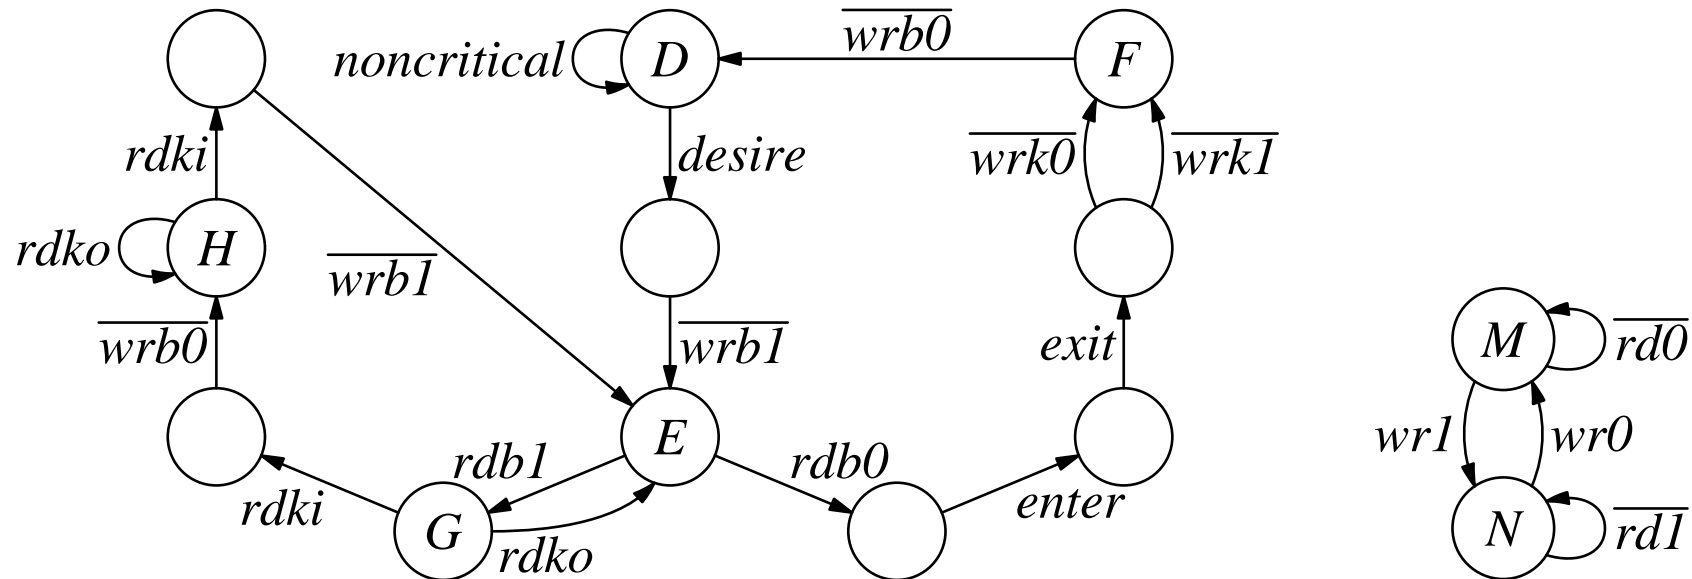 wrb0
noncritical D F
rdki desire wrk0 wrk1
rdko H
wrb1
wrb0 wrb1 exit M rd0
E
rdb1 rdb0 wr1 wr0
rdki enter
G N rd1
rdko